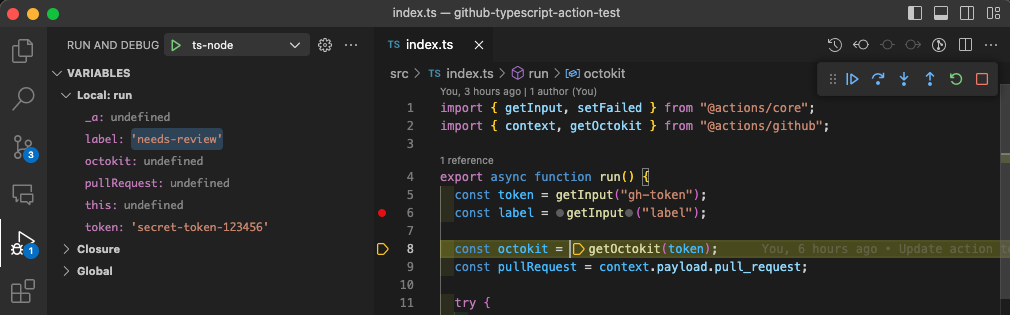 index.ts — github-typescript-action-test
RUN AND DEBUG ts-node
VARIABLES
Local: run
_a: undefined
label: 'needs-review'
octokit: undefined
pullRequest: undefined
this: undefined
token: 'secret-token-123456'
Closure
Global
3
1
TS index.ts
src > TS index.ts > run > octokit
You, 3 hours ago | 1 author (You)
1 import { getInput, setFailed } from "@actions/core";
2 import { context, getOctokit } from "@actions/github";
3
1 reference
4 export async function run() {
5 const token = getInput("gh-token");
6 const label = getInput("label");
7
8 const octokit = getOctokit(token); You, 6 hours ago • Update action t
9 const pullRequest = context.payload.pull_request;
10
11 try {